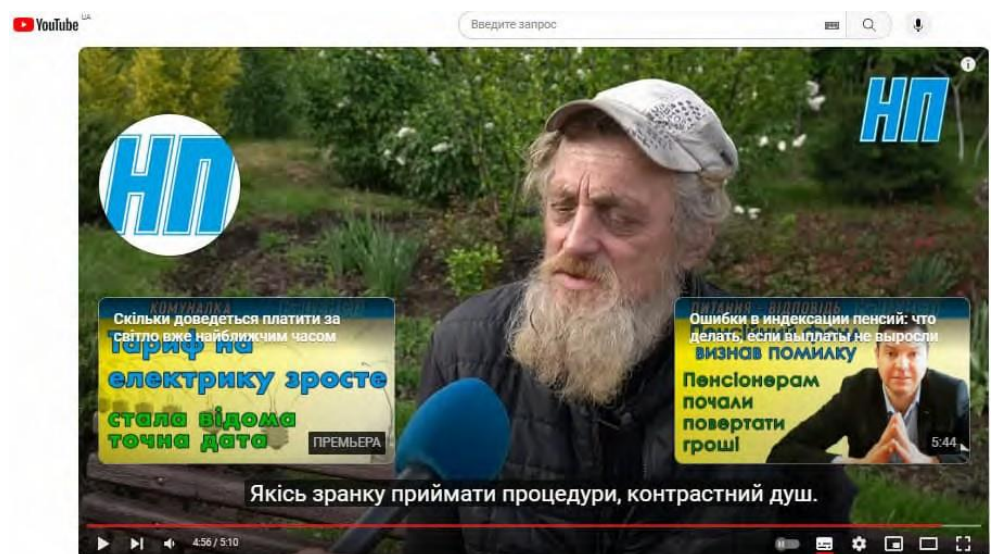 YouTube UA
Введите запрос
НП
НП
КОМУНАЛКА
Скільки доведеться платити за
світло вже найближчим часом
Тариф на
електрику зросте
стала відома
точна дата
ПРЕМЬЕРА
ПИТАННЯ - ВІДПОВІДЬ
Ошибки в индексации пенсий: что
делать, если выплаты не выросли
визнав помилку
Пенсіонерам
почали
повертати
гроші
5:44
Якісь зранку приймати процедури, контрастний душ.
4:56 / 5:10